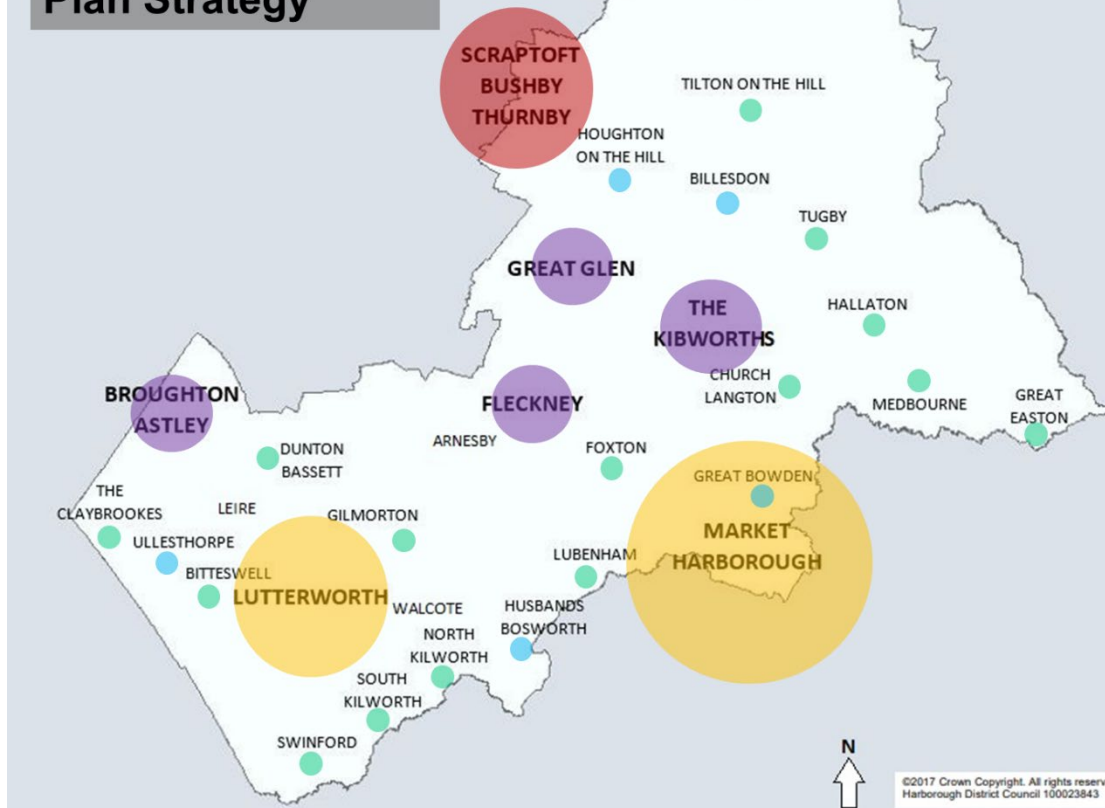 Plan Strategy
SCRAPTOFT
BUSHBY
THURNBY
TILTON ON THE HILL
HOUGHTON
ON THE HILL
BILLESDON
TUGBY
GREAT GLEN
THE
KIBWORTHS
HALLATON
CHURCH
LANGTON
MEDBOURNE
GREAT
EASTON
BROUGHTON
ASTLEY
FLECKNEY
ARNESBY
DUNTON
BASSETT
FOXTON
GREAT BOWDEN
MARKET
HARBOROUGH
THE
CLAYBROOKES
LEIRE
GILMORTON
ULLESTHORPE
BITTESWELL
LUTTERWORTH
LUBENHAM
WALCOTE
HUSBANDS
BOSWORTH
NORTH
KILWORTH
SOUTH
KILWORTH
SWINFORD
N
©2017 Crown Copyright. All rights reserv
Harborough District Council 100023843